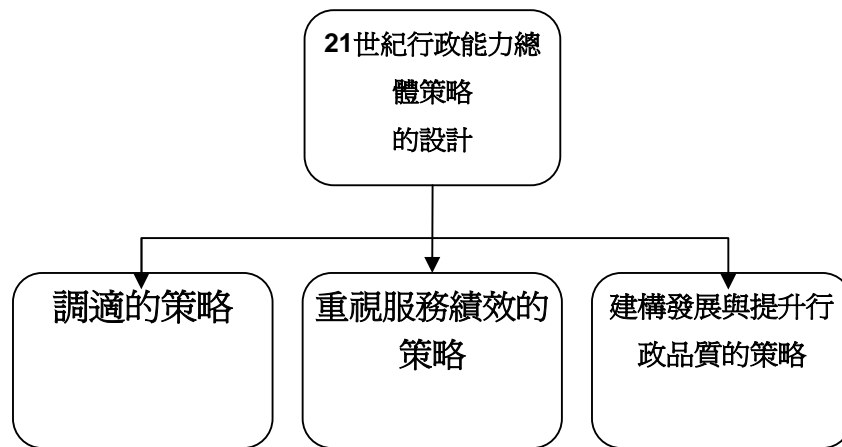 21世紀行政能力總
體策略
的設計
調適的策略
重視服務績效的
策略
建構發展與提升行
政品質的策略